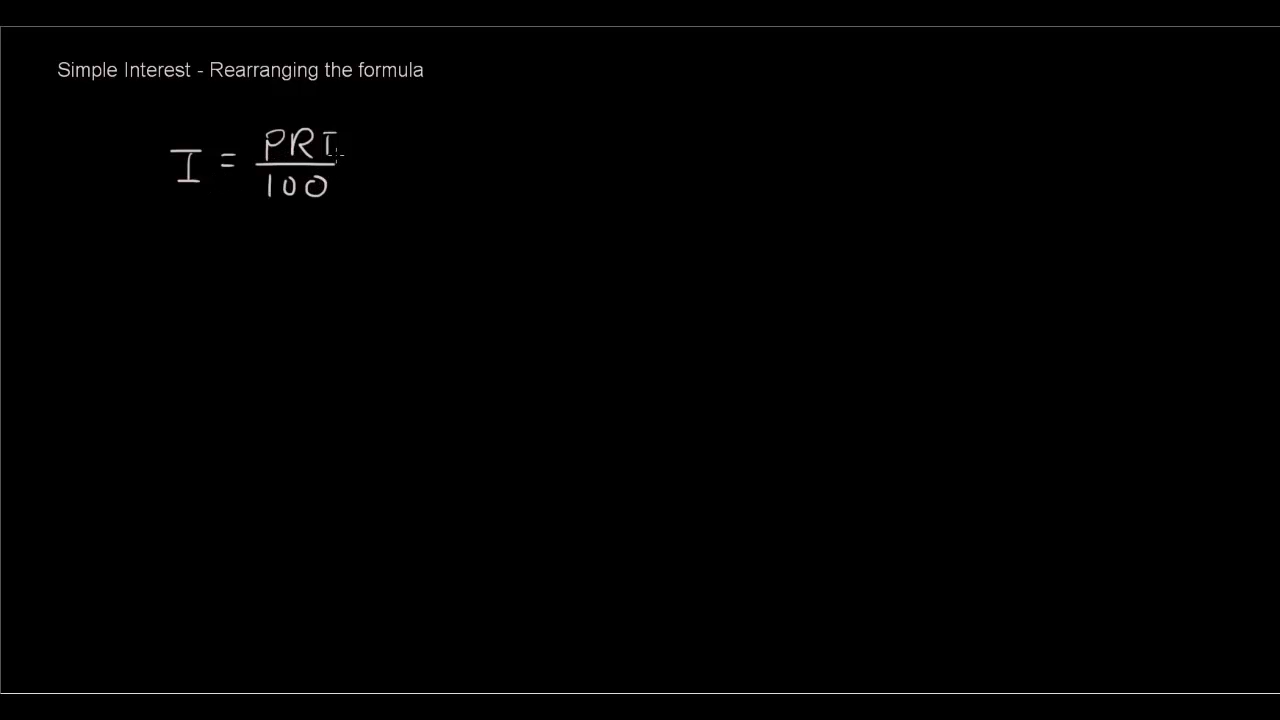 Simple Interest - Rearranging the formula
I = PRT
100